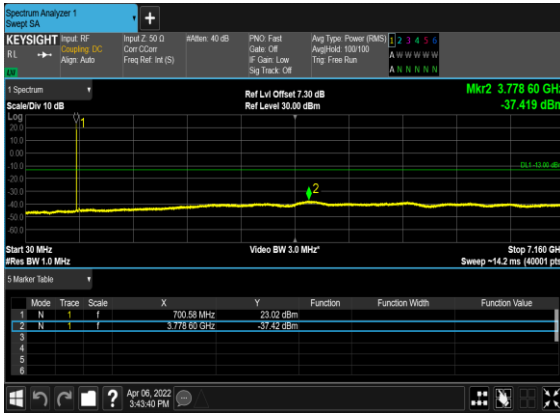 Spectrum Analyzer 1
Swept SA
+
KEYSIGHT Input: RF Input Z: 50 Ω #Atten: 40 dB PNO: Fast Avg Type: Power (RMS) 1 2 3 4 5 6
RL Coupling: DC Corr CCorr Gate: Off Avg|Hold: 100/100 A W W W W W
Align: Auto Freq Ref: Int (S) IF Gain: Low Trig: Free Run
Sig Track: Off A N N N N N
1 Spectrum
Ref Lvl Offset 7.30 dB Mkr2 3.778 60 GHz
Scale/Div 10 dB Ref Level 30.00 dBm -37.419 dBm
Log
1
20.0
10.0
0.00
-10.0
DL1 -13.00 dBm
-20.0
-30.0
2
-40.0
-50.0
-60.0
Start 30 MHz Video BW 3.0 MHz* Stop 7.160 GHz
#Res BW 1.0 MHz Sweep ~14.2 ms (40001 pts)
5 Marker Table
Mode Trace Scale X Y Function Function Width Function Value
1 N 1 f 700.58 MHz 23.02 dBm
2 N 1 f 3.778 60 GHz -37.42 dBm
3
4
5
6
? Apr 06, 2022
3:43:40 PM